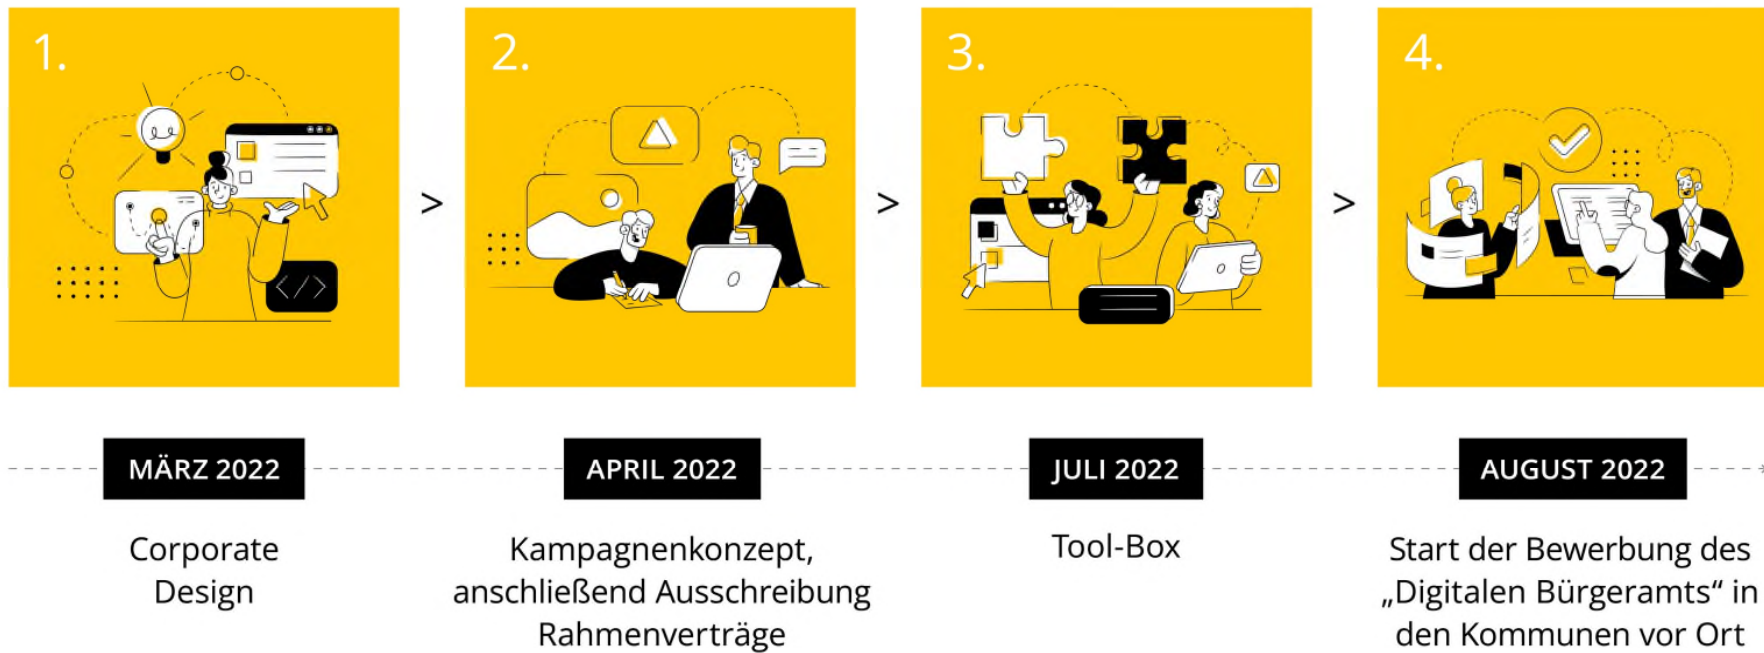 1.
2.
3.
4.
</>
>
>
>
MÄRZ 2022
APRIL 2022
JULI 2022
AUGUST 2022
Corporate
Design
Kampagnenkonzept,
anschließend Ausschreibung
Rahmenverträge
Tool-Box
Start der Bewerbung des
„Digitalen Bürgeramts“ in
den Kommunen vor Ort